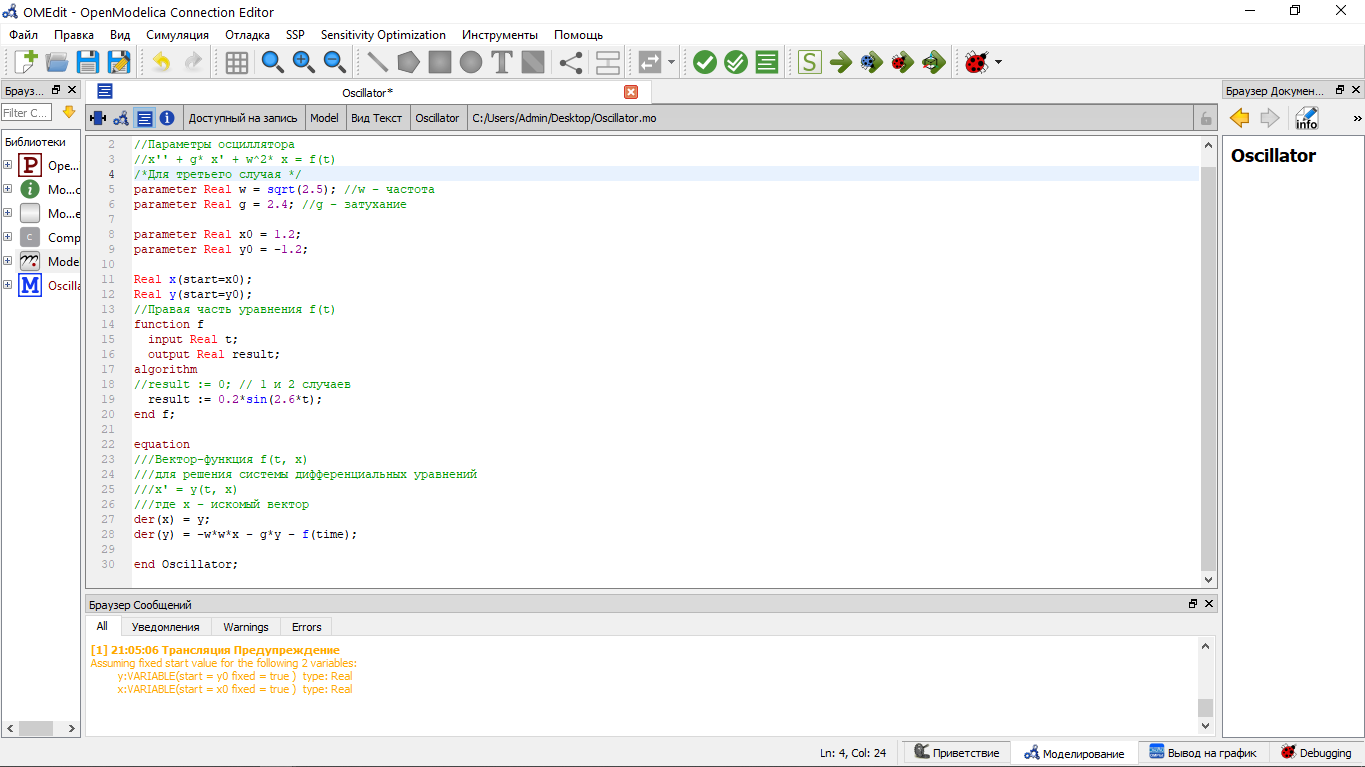 OMEdit - OpenModelica Connection Editor
Файл Правка Вид Симуляция Отладка SSP Sensitivity Optimization Инструменты Помощь
Брауз...
Filter C...
Библиотеки
P Ope...
i Mo...c
Mo...e
C Comp
Mode
M Oscilla
Oscillator*
Доступный на запись Model Вид Текст Oscillator C:/Users/Admin/Desktop/Oscillator.mo
2 //Параметры осциллятора
3 //x'' + g* x' + w^2* x = f(t)
4 /*Для третьего случая */
5 parameter Real w = sqrt(2.5); //w - частота
6 parameter Real g = 2.4; //g - затухание
7
8 parameter Real x0 = 1.2;
9 parameter Real y0 = -1.2;
10
11 Real x(start=x0);
12 Real y(start=y0);
13 //Правая часть уравнения f(t)
14 function f
15 input Real t;
16 output Real result;
17 algorithm
18 //result := 0; // 1 и 2 случаев
19 result := 0.2*sin(2.6*t);
20 end f;
21
22 equation
23 ///Вектор-функция f(t, x)
24 ///для решения системы дифференциальных уравнений
25 ///x' = y(t, x)
26 ///где x - искомый вектор
27 der(x) = y;
28 der(y) = -w*w*x - g*y - f(time);
29
30 end Oscillator;
Браузер Сообщений
All Уведомления Warnings Errors
[1] 21:05:06 Трансляция Предупреждение
Assuming fixed start value for the following 2 variables:
y:VARIABLE(start = y0 fixed = true ) type: Real
x:VARIABLE(start = x0 fixed = true ) type: Real
Браузер Докумен...
info
»
Oscillator
Ln: 4, Col: 24 Приветствие Моделирование Вывод на график Debugging